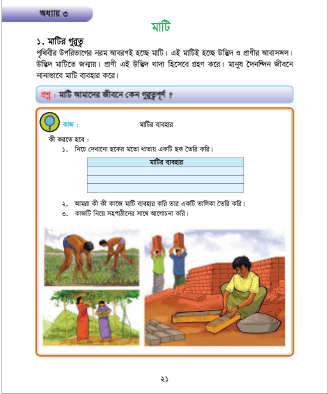 অধ্যায় ৩
মাটি
১. মাটির গুরুত্ব
পৃথিবীর উপরিভাগের নরম আবরণই হচ্ছে মাটি। এই মাটিই হচ্ছে উদ্ভিদ ও প্রাণীর আবাসস্থল।
উদ্ভিদ মাটিতে জন্মায়। প্রাণী এই উদ্ভিদ খাদ্য হিসেবে গ্রহণ করে। মানুষ দৈনন্দিন জীবনে
নানাভাবে মাটি ব্যবহার করে।
প্রশ্ন : মাটি আমাদের জীবনে কেন গুরুত্বপূর্ণ ?
কাজ : মাটির ব্যবহার
কী করতে হবে :
১. নিচে দেখানো ছকের মতো খাতায় একটি ছক তৈরি করি।
মাটির ব্যবহার
২. আমরা কী কী কাজে মাটি ব্যবহার করি তার একটি তালিকা তৈরি করি।
৩. কাজটি নিয়ে সহপাঠীদের সাথে আলোচনা করি।
২১